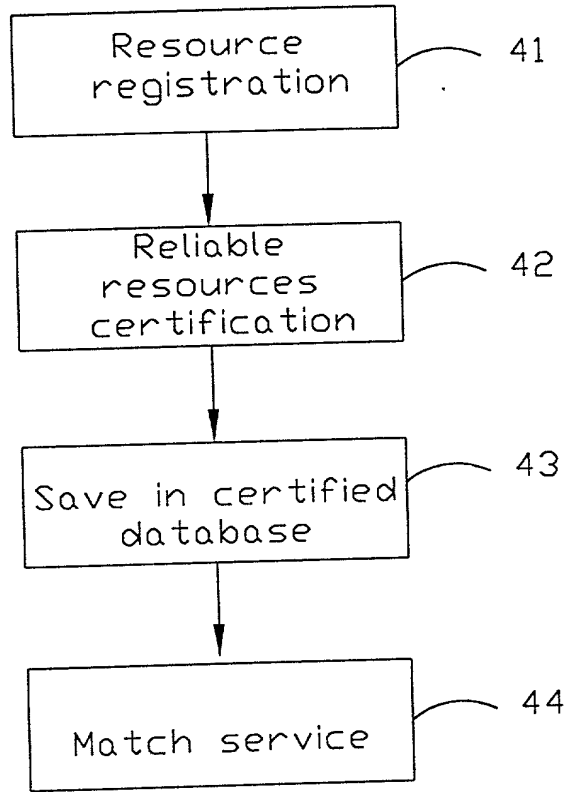 Resource
registration
41
Reliable
resources
certification
42
Save in certified
database
43
Match service
44